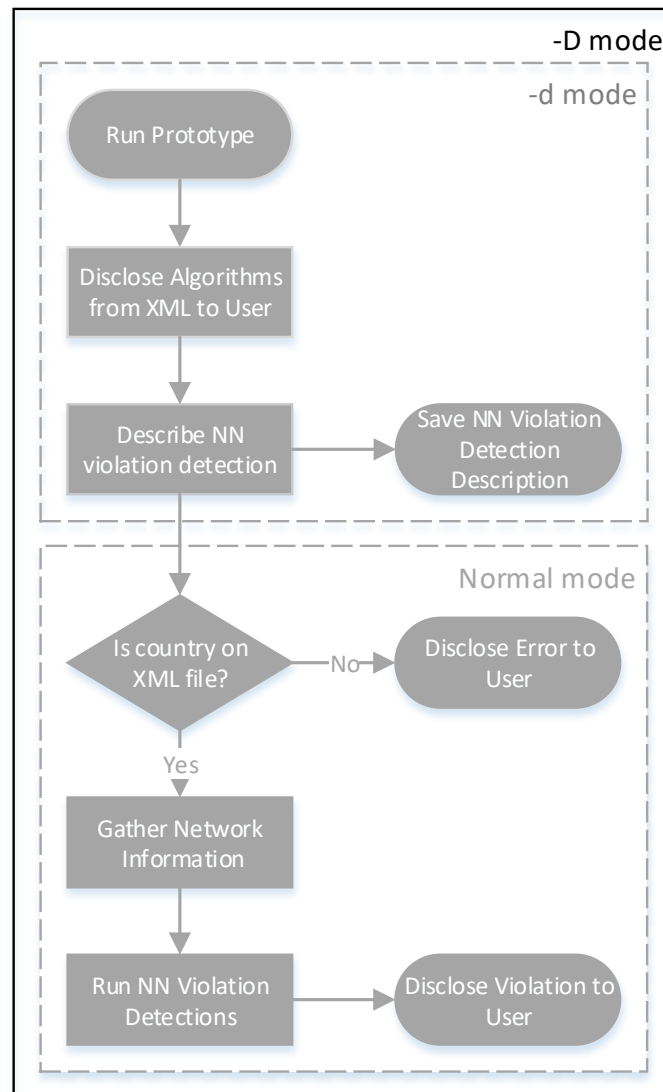 -D mode
-d mode
Run Prototype
Disclose Algorithms
from XML to User
Describe NN
violation detection
Save NN Violation
Detection
Description
Normal mode
Is country on
XML file?
No
Disclose Error to
User
Yes
Gather Network
Information
Run NN Violation
Detections
Disclose Violation to
User